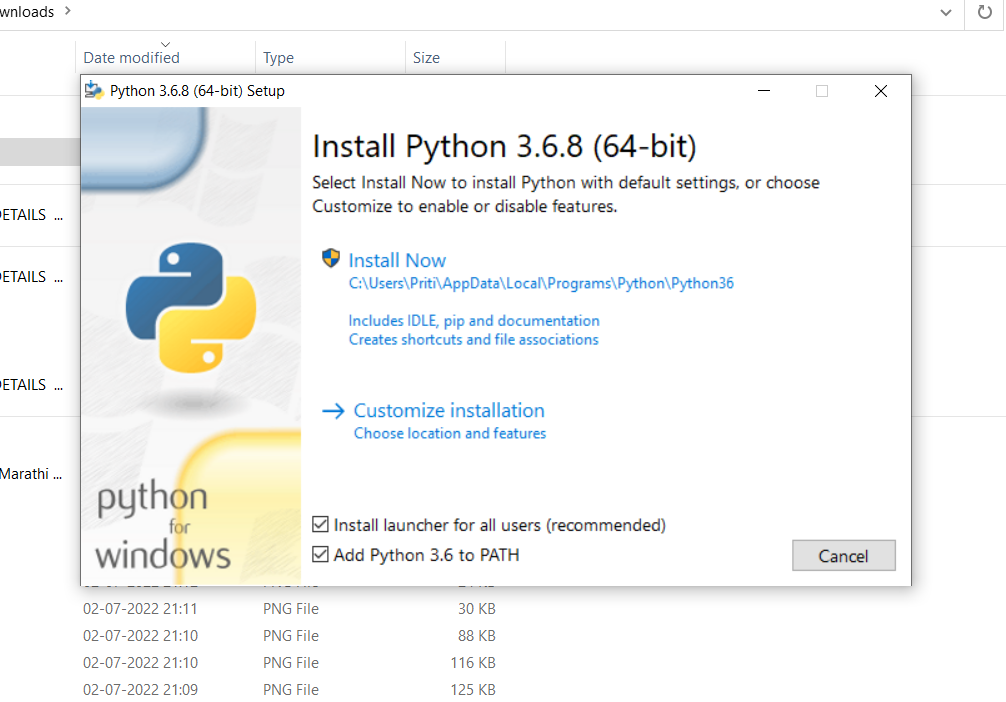 wnloads
Date modified Type Size
Python 3.6.8 (64-bit) Setup
Install Python 3.6.8 (64-bit)
Select Install Now to install Python with default settings, or choose
Customize to enable or disable features.
Install Now
C:\Users\Priti\AppData\Local\Programs\Python\Python36
Includes IDLE, pip and documentation
Creates shortcuts and file associations
Customize installation
Choose location and features
Install launcher for all users (recommended)
Add Python 3.6 to PATH
Cancel
python
for
windows
DETAILS ...
DETAILS ...
DETAILS ...
Marathi ...
02-07-2022 21:11 PNG File 30 KB
02-07-2022 21:10 PNG File 88 KB
02-07-2022 21:10 PNG File 116 KB
02-07-2022 21:09 PNG File 125 KB